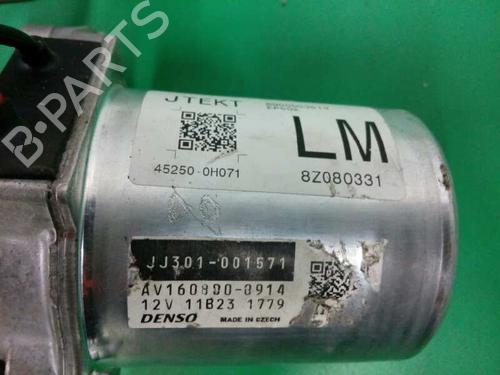 JTEKT
LM
45250-0H071
8Z080331
JJ301-001571
AV160800-0914
12V 11B23 1779
DENSO
MADE IN CZECH
B-PARTS